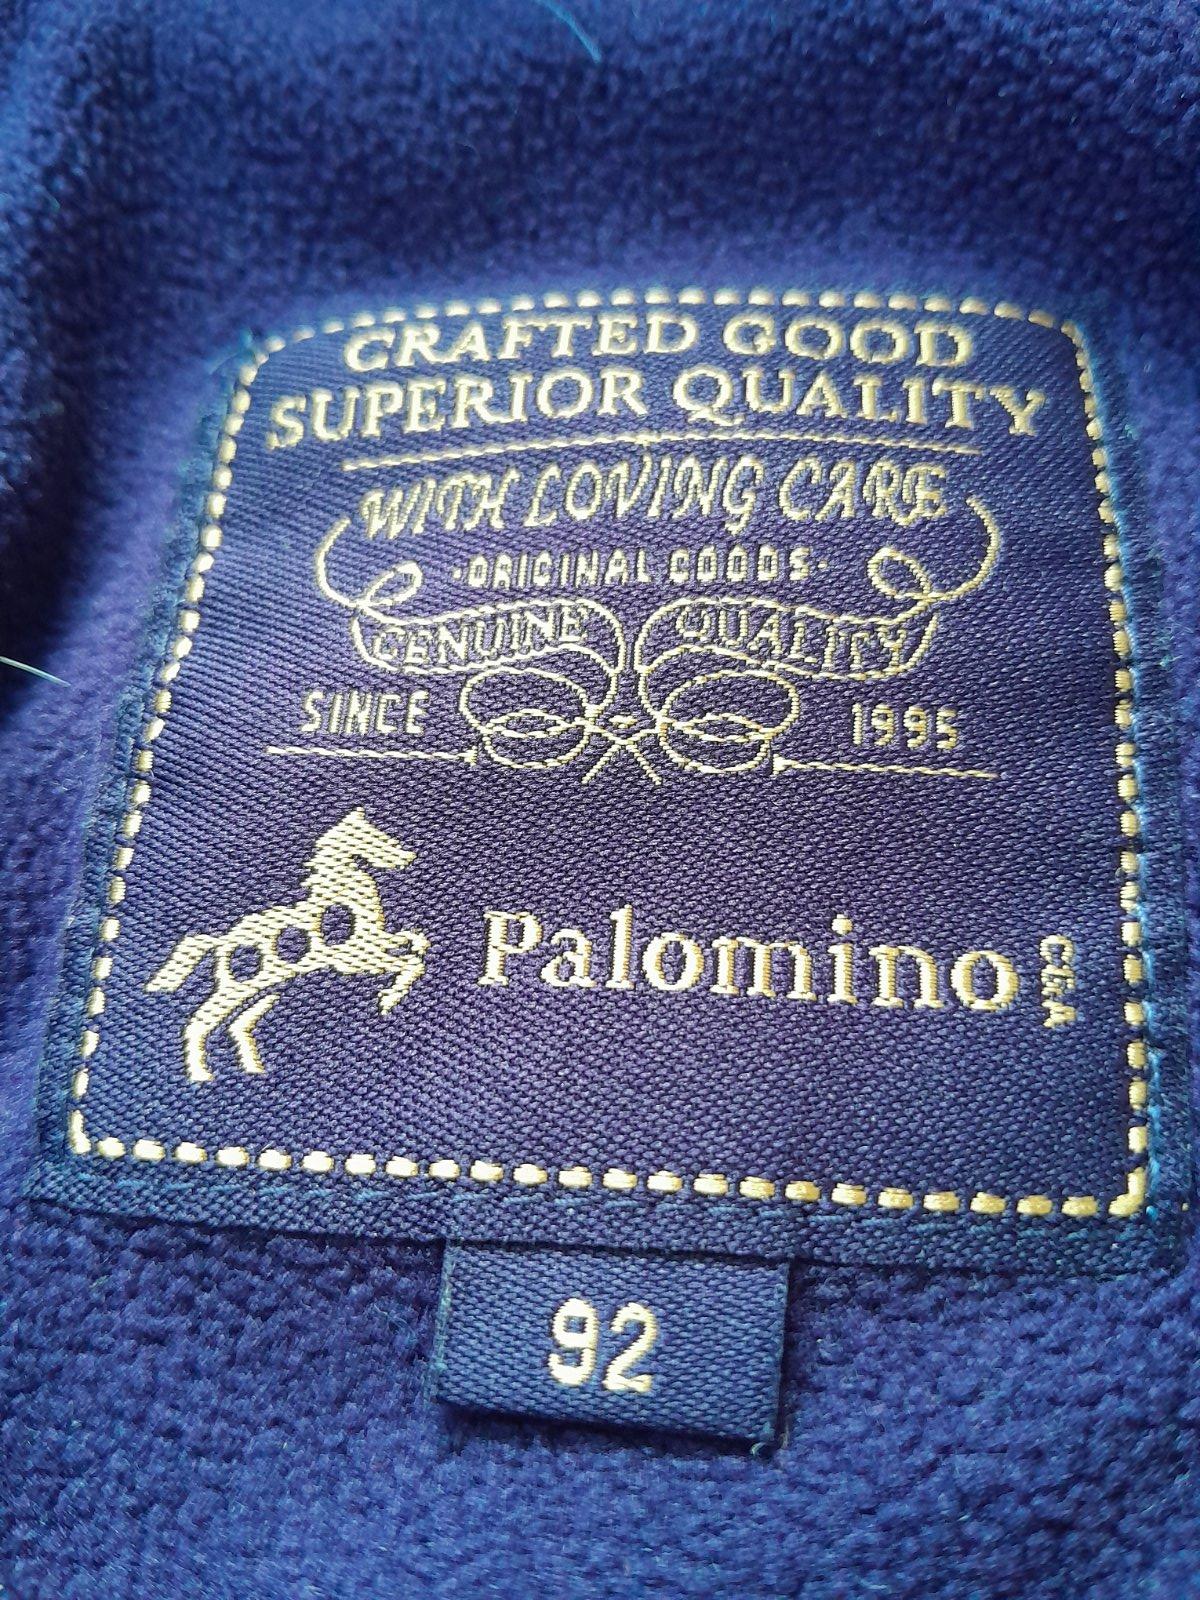 CRAFTED GOOD
SUPERIOR QUALITY
WITH LOVING CARE
·ORIGINAL GOODS·
GENUINE QUALITY
SINCE 1995
Palomino C&A
92